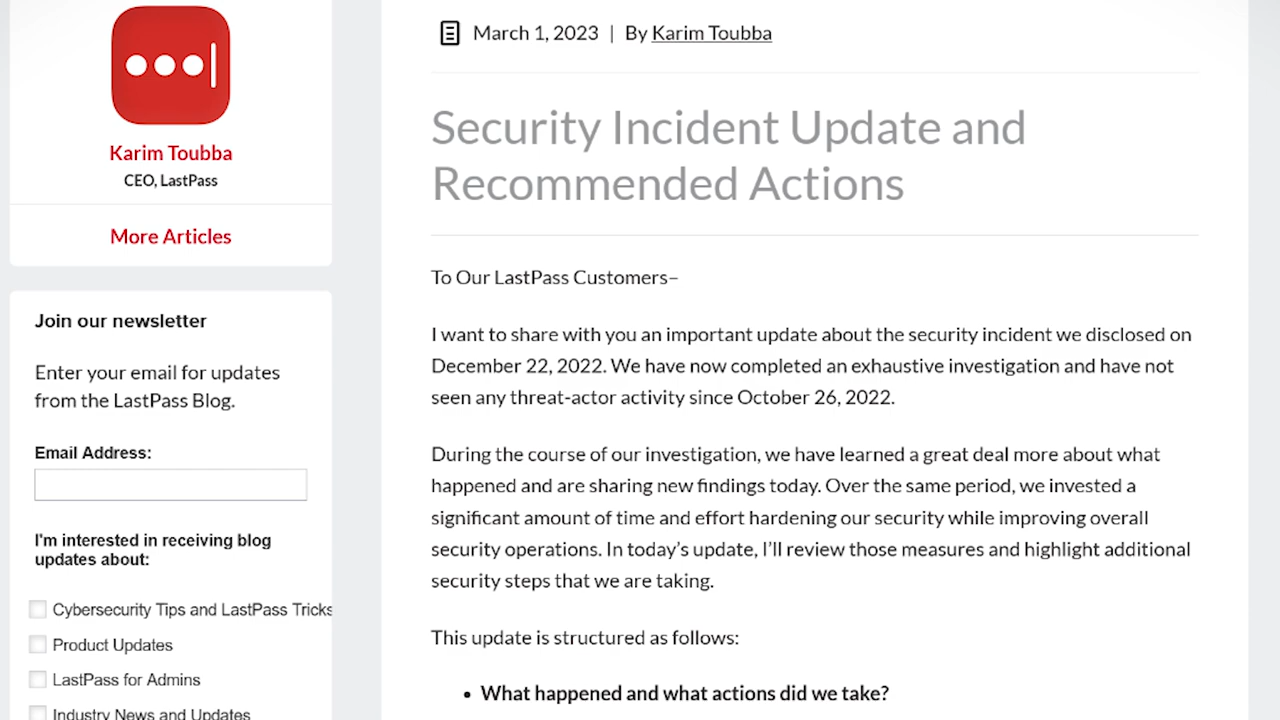 Karim Toubba
CEO, LastPass
More Articles
Join our newsletter
Enter your email for updates
from the LastPass Blog.
Email Address:
I'm interested in receiving blog
updates about:
Cybersecurity Tips and LastPass Tricks
Product Updates
LastPass for Admins
Industry News and Updates
March 1, 2023 | By Karim Toubba
Security Incident Update and
Recommended Actions
To Our LastPass Customers–
I want to share with you an important update about the security incident we disclosed on
December 22, 2022. We have now completed an exhaustive investigation and have not
seen any threat-actor activity since October 26, 2022.
During the course of our investigation, we have learned a great deal more about what
happened and are sharing new findings today. Over the same period, we invested a
significant amount of time and effort hardening our security while improving overall
security operations. In today’s update, I’ll review those measures and highlight additional
security steps that we are taking.
This update is structured as follows:
• What happened and what actions did we take?